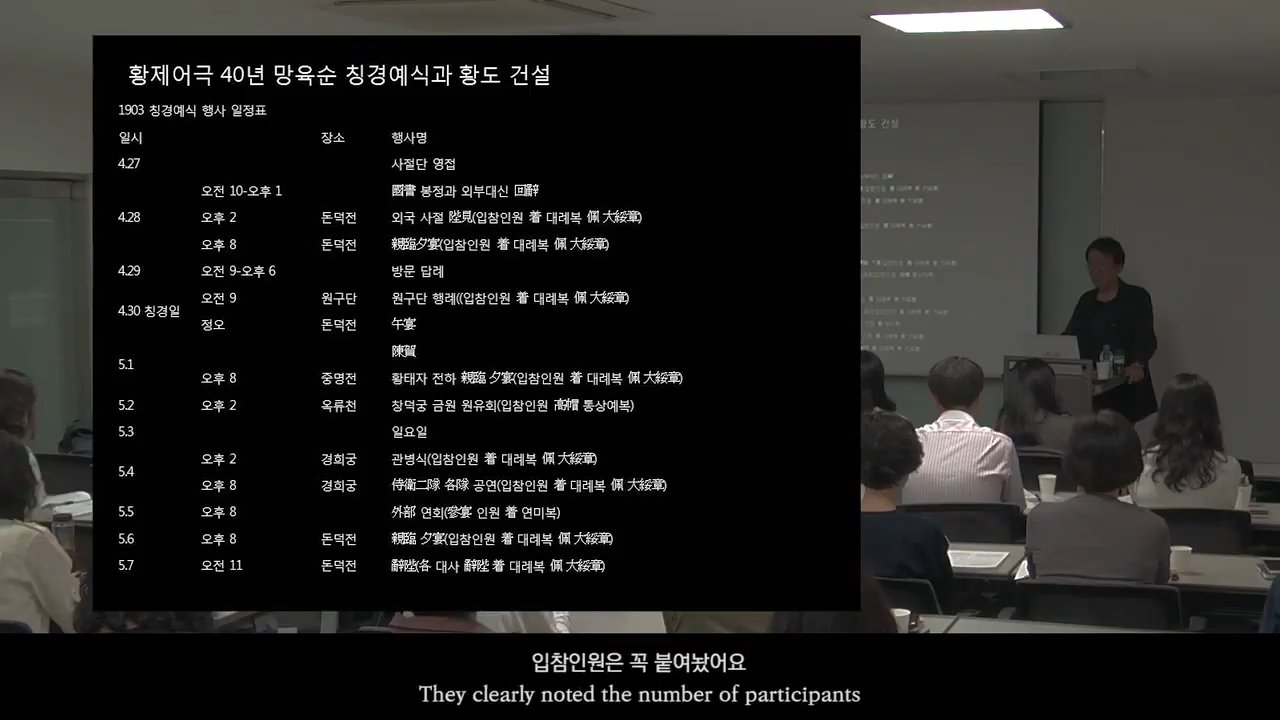 황제어극 40년 망육순 칭경예식과 황도 건설
1903 칭경예식 행사 일정표
일시 장소 행사명
4.27 사절단 영접
오전 10-오후 1 國書 봉정과 외부대신 回辭
4.28 오후 2 돈덕전 외국 사절 陛見(입참인원 着 대례복 佩 大綬章)
오후 8 돈덕전 親臨夕宴(입참인원 着 대례복 佩 大綬章)
4.29 오전 9-오후 6 방문 답례
4.30 칭경일 오전 9 원구단 원구단 행례((입참인원 着 대례복 佩 大綬章)
정오 돈덕전 午宴
5.1 陳賀
오후 8 중명전 황태자 전하 親臨 夕宴(입참인원 着 대례복 佩 大綬章)
5.2 오후 2 옥류천 창덕궁 금원 원유회(입참인원 高帽 통상예복)
5.3 일요일
5.4 오후 2 경희궁 관병식(입참인원 着 대례복 佩 大綬章)
오후 8 경희궁 侍衛二隊 各隊 공연(입참인원 着 대례복 佩 大綬章)
5.5 오후 8 外部 연회(參宴 인원 着 연미복)
5.6 오후 8 돈덕전 親臨 夕宴(입참인원 着 대례복 佩 大綬章)
5.7 오전 11 돈덕전 辭陛(各 대사 辭陛 着 대례복 佩 大綬章)
입참인원은 꼭 붙여놨어요
They clearly noted the number of participants